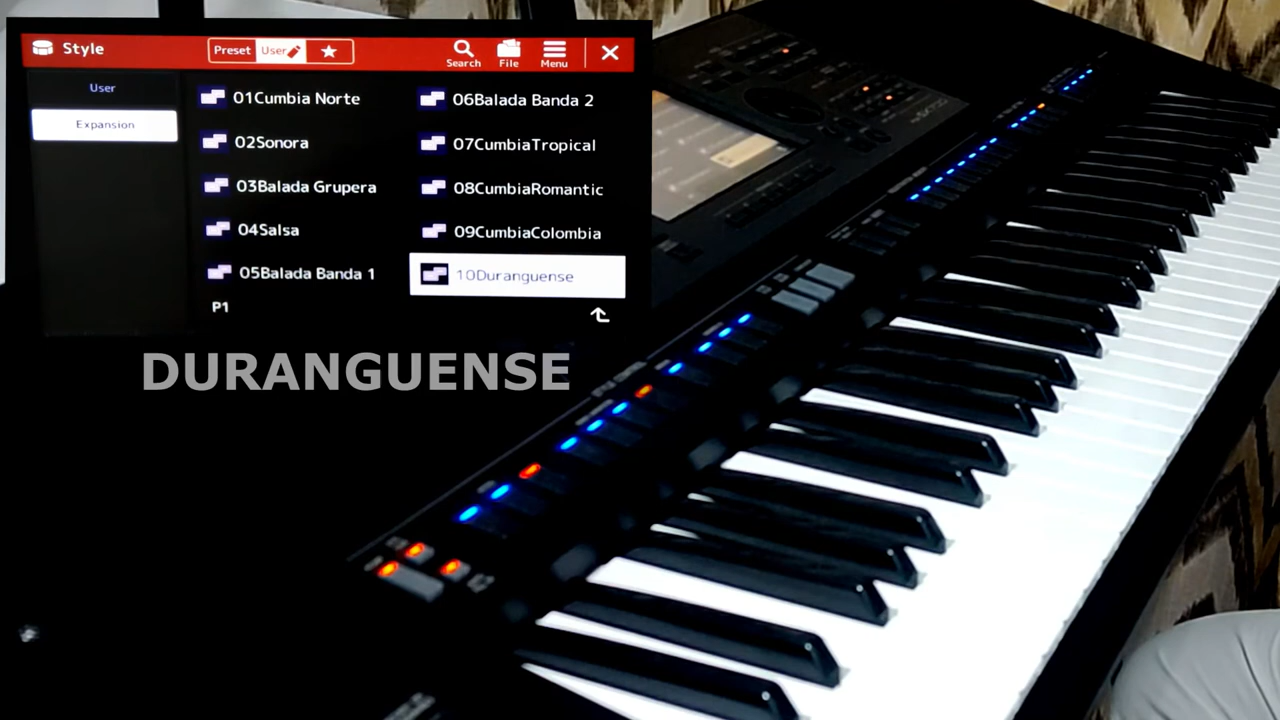 Style
Preset User
Search File Menu
User
Expansion
01Cumbia Norte
02Sonora
03Balada Grupera
04Salsa
05Balada Banda 1
06Balada Banda 2
07CumbiaTropical
08CumbiaRomantic
09CumbiaColombia
10Duranguense
P1
DURANGUENSE